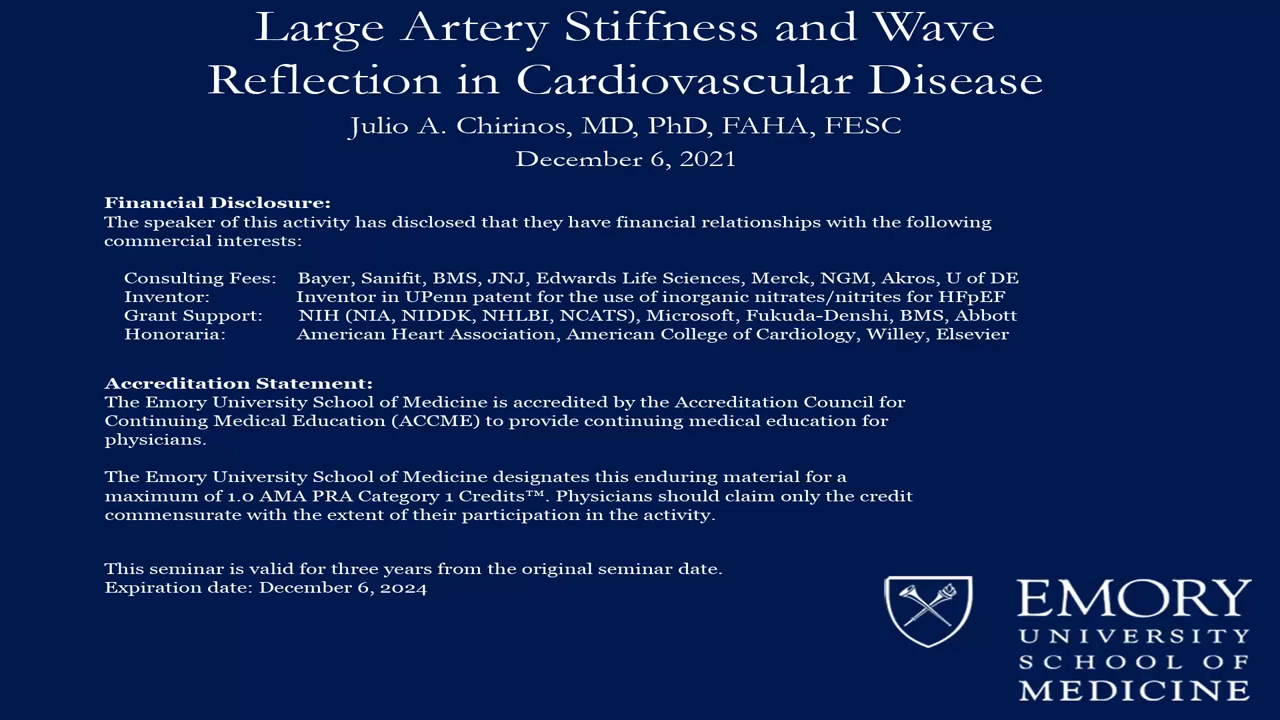 Large Artery Stiffness and Wave
Reflection in Cardiovascular Disease
Julio A. Chirinos, MD, PhD, FAHA, FESC
December 6, 2021
Financial Disclosure:
The speaker of this activity has disclosed that they have financial relationships with the following
commercial interests:
Consulting Fees: Bayer, Sanifit, BMS, JNJ, Edwards Life Sciences, Merck, NGM, Akros, U of DE
Inventor: Inventor in UPenn patent for the use of inorganic nitrates/nitrites for HFpEF
Grant Support: NIH (NIA, NIDDK, NHLBI, NCATS), Microsoft, Fukuda-Denshi, BMS, Abbott
Honoraria: American Heart Association, American College of Cardiology, Willey, Elsevier
Accreditation Statement:
The Emory University School of Medicine is accredited by the Accreditation Council for
Continuing Medical Education (ACCME) to provide continuing medical education for
physicians.
The Emory University School of Medicine designates this enduring material for a
maximum of 1.0 AMA PRA Category 1 Credits™. Physicians should claim only the credit
commensurate with the extent of their participation in the activity.
This seminar is valid for three years from the original seminar date.
Expiration date: December 6, 2024
EMORY
UNIVERSITY
SCHOOL OF
MEDICINE